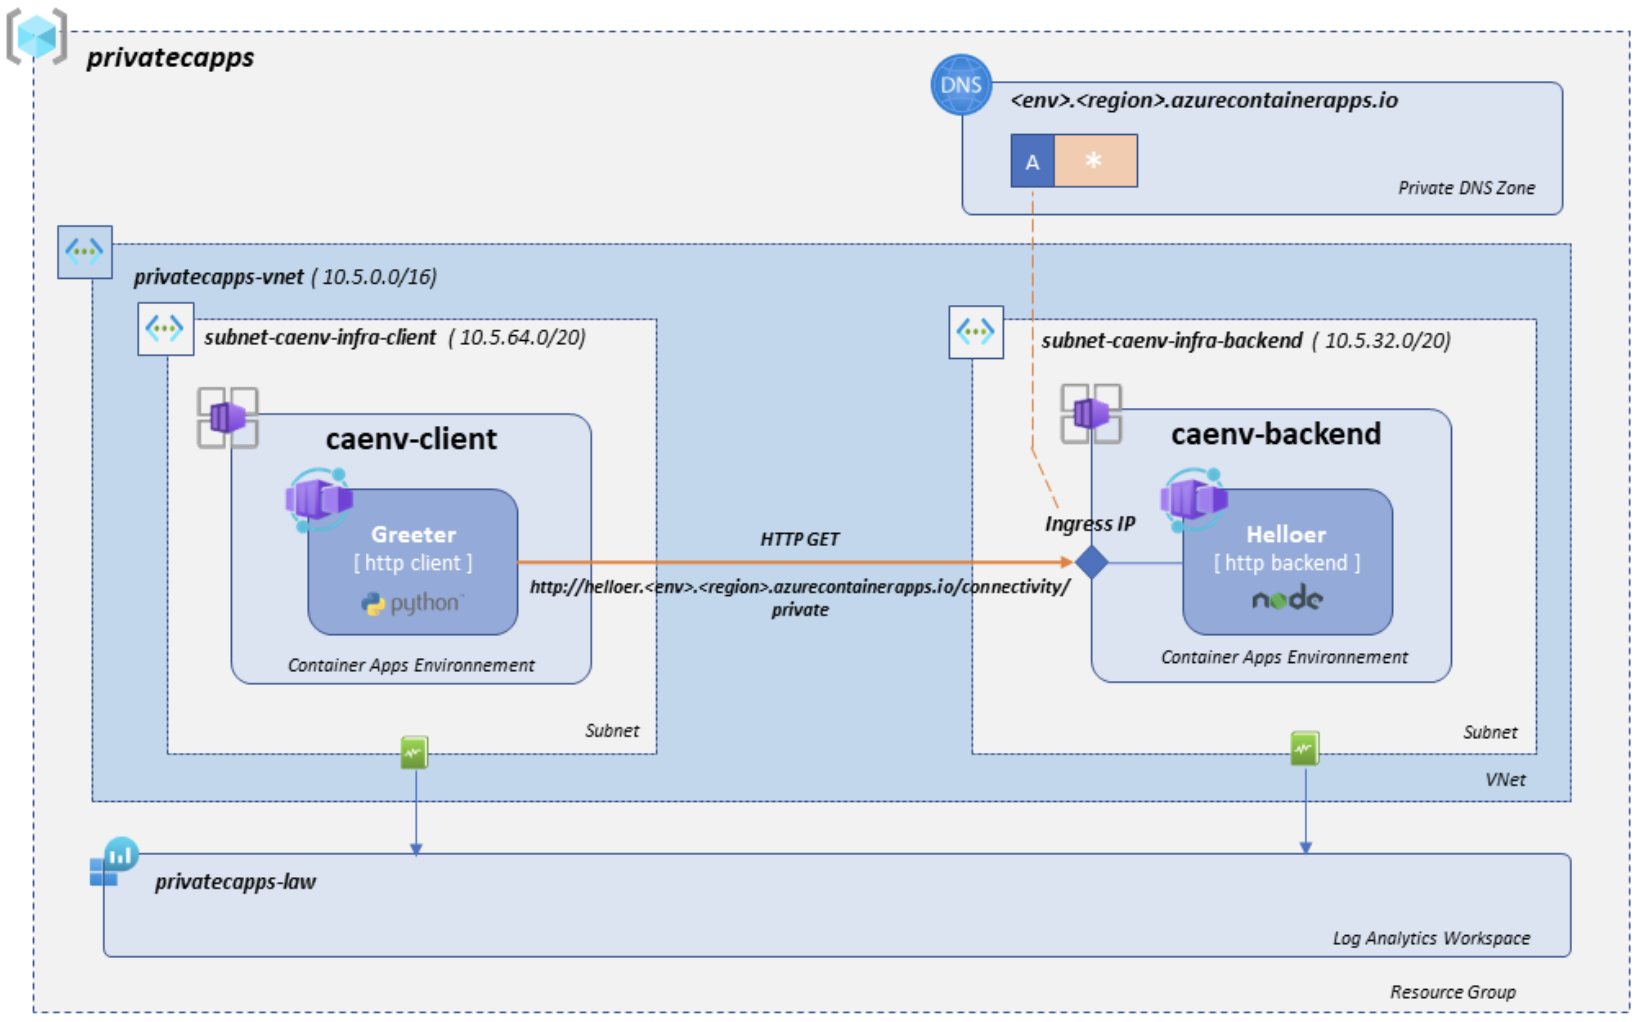 privatecapps
DNS
<env>.<region>.azurecontainerapps.io
A
*
Private DNS Zone
privatecapps-vnet ( 10.5.0.0/16)
subnet-caenv-infra-client ( 10.5.64.0/20)
subnet-caenv-infra-backend ( 10.5.32.0/20)
caenv-client
caenv-backend
Greeter
[ http client ]
python
Container Apps Environnement
Subnet
HTTP GET
http://helloer.<env>.<region>.azurecontainerapps.io/connectivity/
private
Ingress IP
Helloer
[ http backend ]
node
Container Apps Environnement
Subnet
VNet
privatecapps-law
Log Analytics Workspace
Resource Group